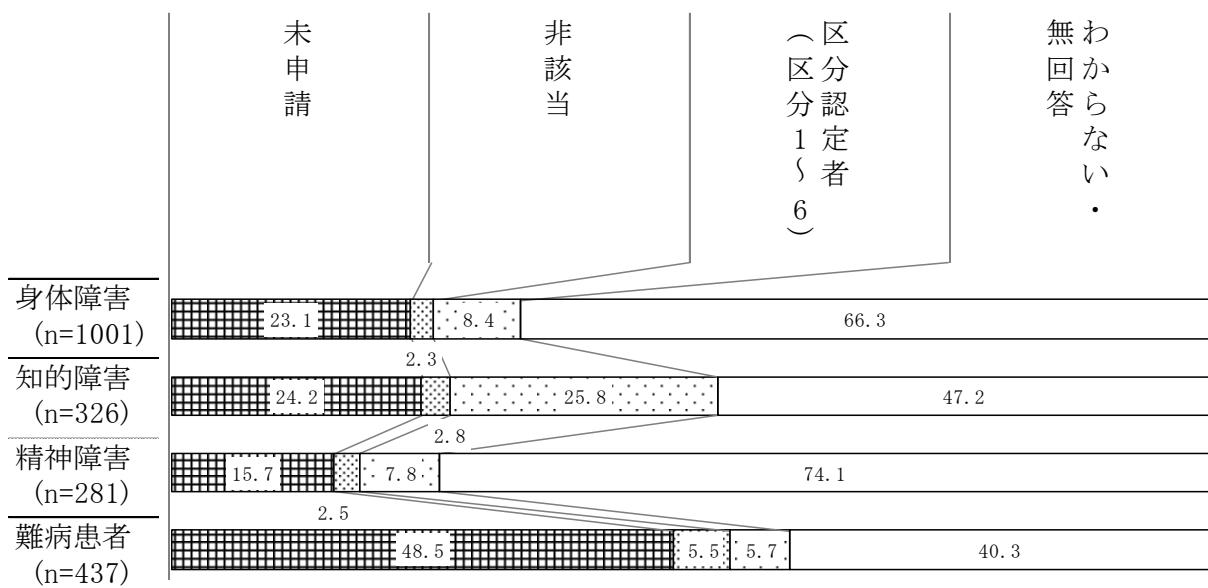 未申請
非該当
区分認定者
（区分1～6）
わからない・
無回答
身体障害
(n=1001)
23.1
2.3
8.4
66.3
知的障害
(n=326)
24.2
2.8
25.8
47.2
精神障害
(n=281)
15.7
2.5
7.8
74.1
難病患者
(n=437)
48.5
5.5
5.7
40.3